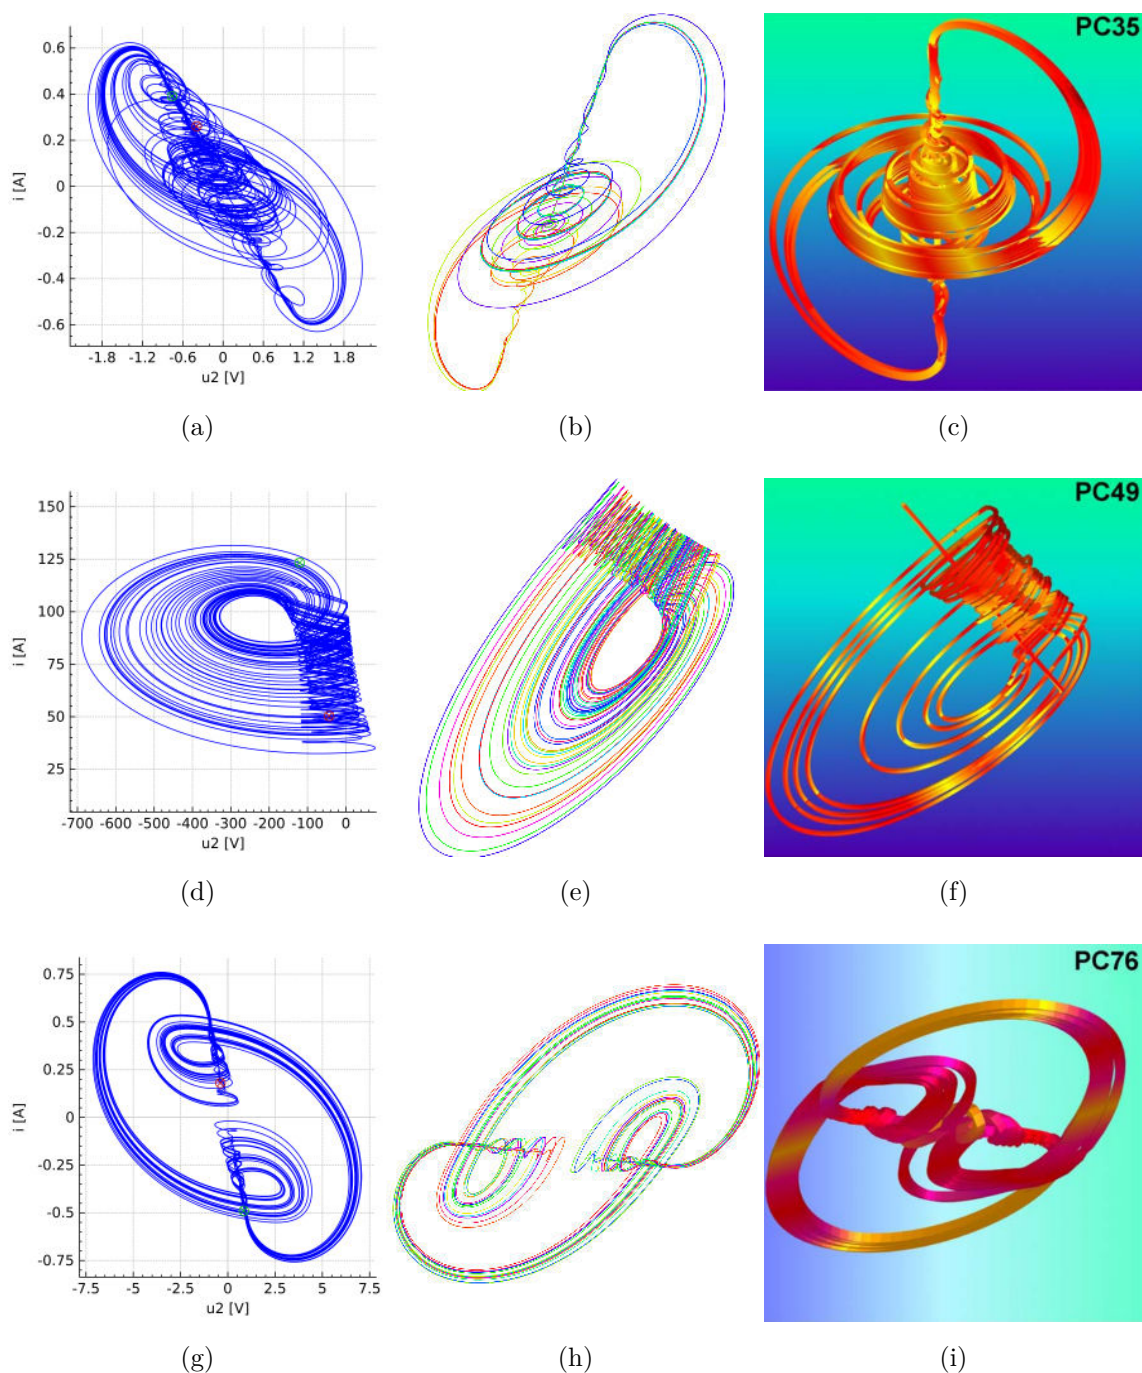 PC35
0.6
0.4
0.2
0
-0.2
-0.4
-0.6
i [A]
-1.8 -1.2 -0.6 0 0.6 1.2 1.8
u2 [V]
(a) (b) (c)
PC49
150
125
100
75
50
25
i [A]
-700 -600 -500 -400 -300 -200 -100 0
u2 [V]
(d) (e) (f)
PC76
0.75
0.5
0.25
0
-0.25
-0.5
-0.75
i [A]
-7.5 -5 -2.5 0 2.5 5 7.5
u2 [V]
(g) (h) (i)